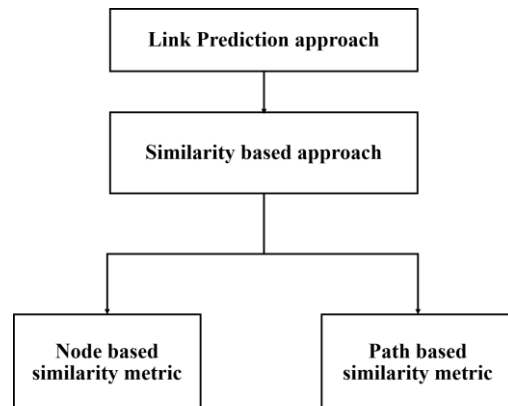 Link Prediction approach
Similarity based approach
Node based
similarity metric
Path based
similarity metric